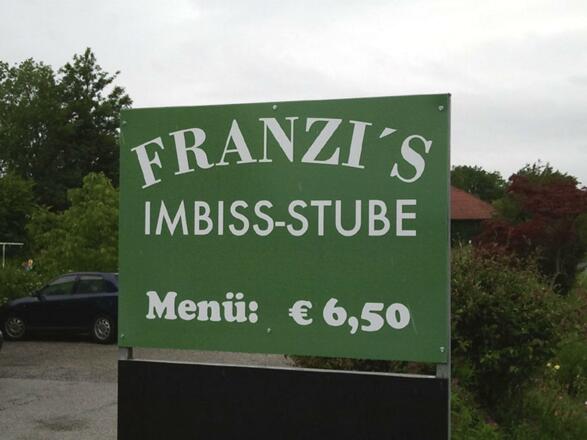 FRANZI´S
IMBISS-STUBE
Menü: € 6,50